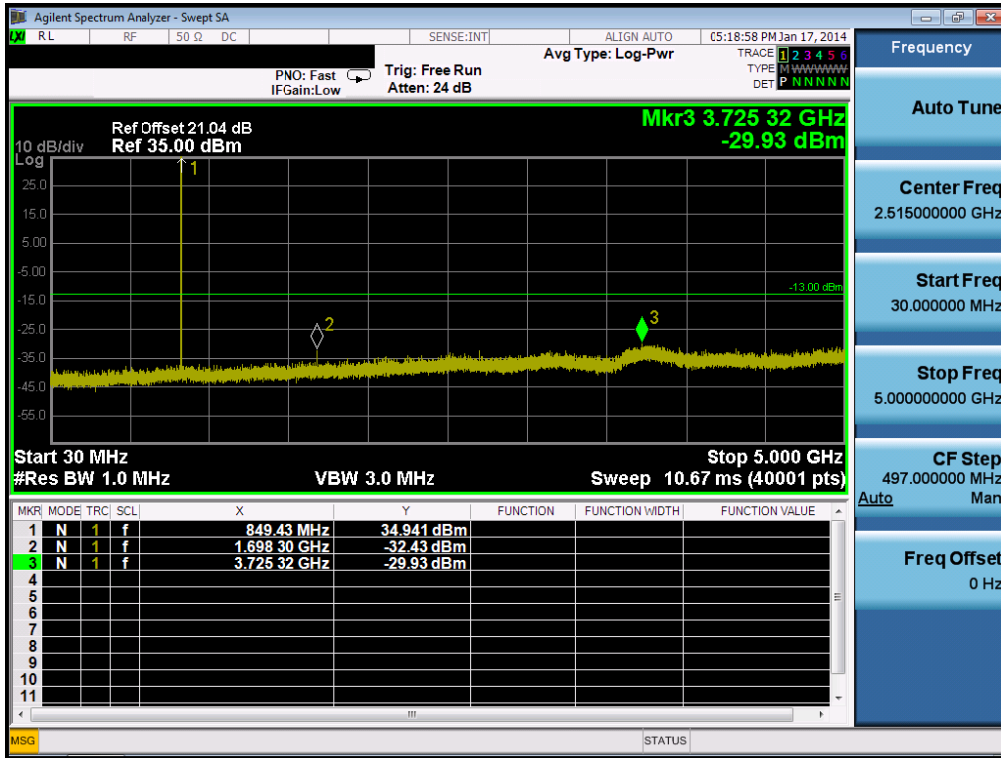 Agilent Spectrum Analyzer - Swept SA
LXI RL RF 50 Ω DC SENSE:INT ALIGN AUTO 05:18:58 PM Jan 17, 2014
PNO: Fast Trig: Free Run Avg Type: Log-Pwr TRACE 1 2 3 4 5 6
IFGain:Low Atten: 24 dB TYPE M WWWWW
DET P N N N N N
Mkr3 3.725 32 GHz
-29.93 dBm
Ref Offset 21.04 dB
10 dB/div Ref 35.00 dBm
Log
1
25.0
15.0
5.00
-5.00
-13.00 dBm
-15.0
2
3
-25.0
-35.0
-45.0
-55.0
Start 30 MHz Stop 5.000 GHz
#Res BW 1.0 MHz VBW 3.0 MHz Sweep 10.67 ms (40001 pts)
MKR MODE TRC SCL X Y FUNCTION FUNCTION WIDTH FUNCTION VALUE
1 N 1 f 849.43 MHz 34.941 dBm
2 N 1 f 1.698 30 GHz -32.43 dBm
3 N 1 f 3.725 32 GHz -29.93 dBm
4
5
6
7
8
9
10
11
MSG STATUS
Frequency
Auto Tune
Center Freq
2.515000000 GHz
Start Freq
30.000000 MHz
Stop Freq
5.000000000 GHz
CF Step
497.000000 MHz
Auto Man
Freq Offset
0 Hz